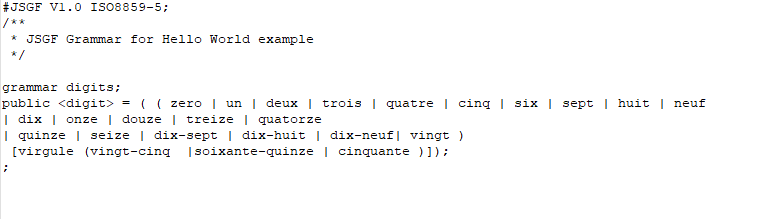 #JSGF V1.0 ISO8859-5;
/**
 * JSGF Grammar for Hello World example
 */

grammar digits;
public <digit> = ( ( zero | un | deux | trois | quatre | cinq | six | sept | huit | neuf
| dix | onze | douze | treize | quatorze
| quinze | seize | dix-sept | dix-huit | dix-neuf| vingt )
 [virgule (vingt-cinq  |soixante-quinze | cinquante )]);
;